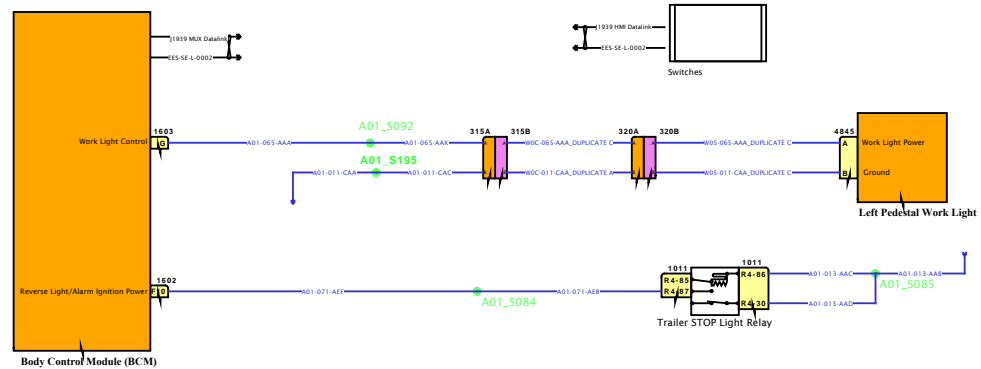 J1939 MUX Datalink
EES-SE-L-0002
J1939 HMI Datalink
EES-SE-L-0002
Switches
Work Light Control
1603
G
A01-065-AAA
A01_S092
A01-065-AAK
315A
315B
A
A
W0C-065-AAA_DUPLICATE C
320A
320B
A
A
W05-065-AAA_DUPLICATE C
4845
A
Work Light Power
A01-011-CAA
A01_S195
A01-011-CAC
W0C-011-CAA_DUPLICATE A
W05-011-CAA_DUPLICATE C
B
Ground
Left Pedestal Work Light
Reverse Light/Alarm Ignition Power
1602
A01-071-AEF
A01_S084
A01-071-AEB
1011
R4-85
R4-87
1011
R4-86
R4-30
Trailer STOP Light Relay
A01-013-AAC
A01-013-AAB
A01_S085
A01-013-AAD
Body Control Module (BCM)